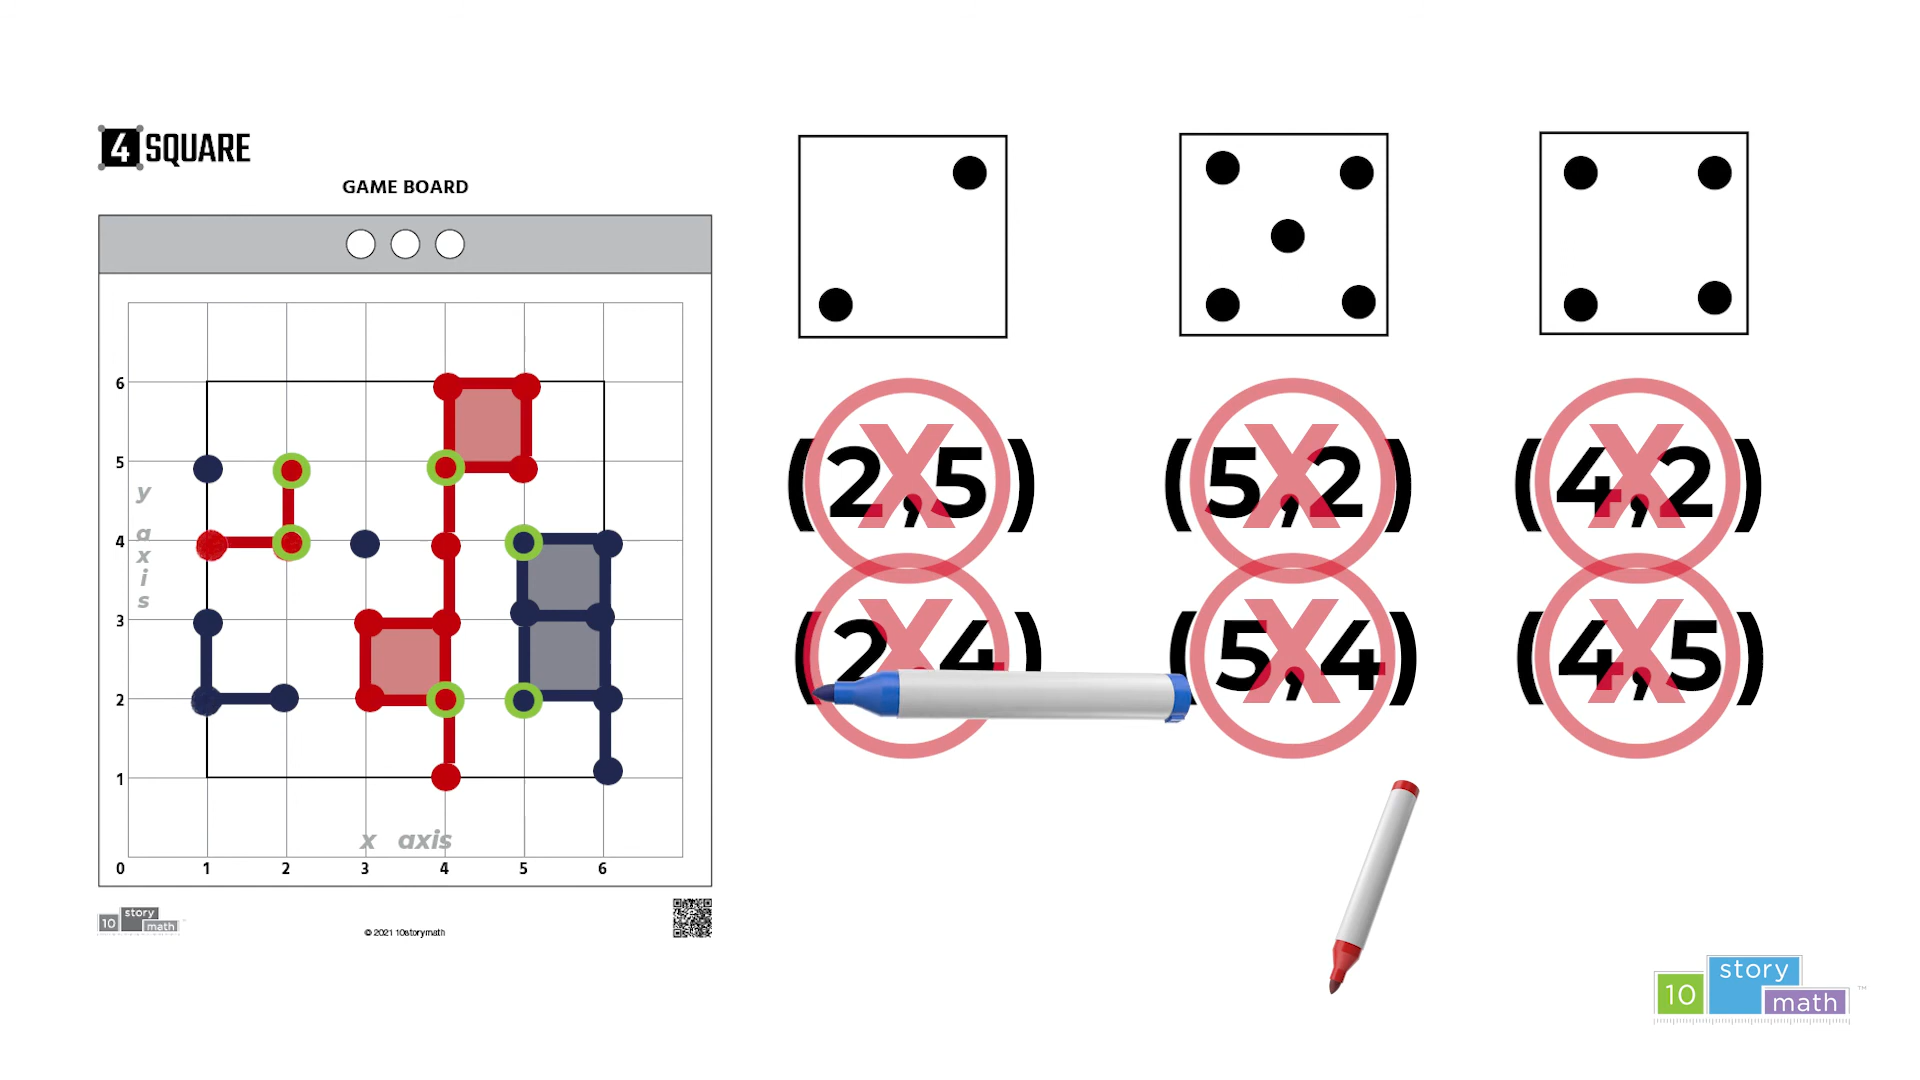 4 SQUARE
GAME BOARD
6
5
4
3
2
1
y axis
x axis
0 1 2 3 4 5 6
10 story math
© 2021 10storymath
(2,5) X
(5,2) X
(4,2) X
(2,4) X
(5,4) X
(4,5) X
10 story math ™